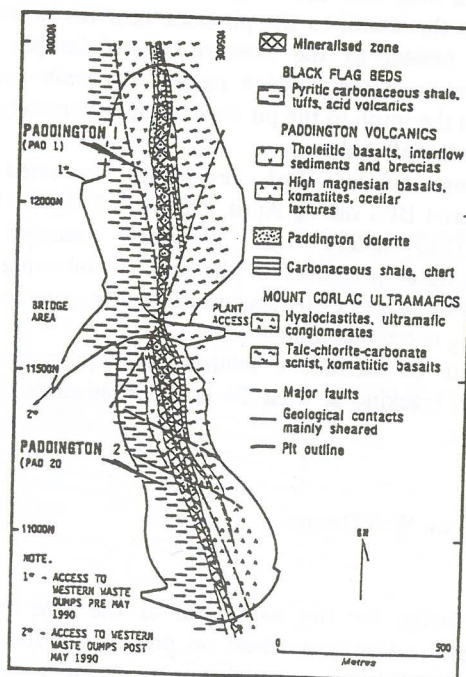 10500E
Mineralised zone
BLACK FLAG BEDS
Pyritic carbonaceous shale,
tuffs, acid volcanics
PADDINGTON VOLCANICS
Tholeiitic basalts, interflow
sediments and breccias
High magnesian basalts,
komatiites, ocellar
textures
Paddington dolerite
Carbonaceous shale, chert
MOUNT CORLAC ULTRAMAFICS
Hyaloclastites, ultramafic
conglomerates
Talc-chlorite-carbonate
schist, komatiitic basalts
Major faults
Geological contacts
mainly sheared
Pit outline
PADDINGTON 1
(PAD 1)
1*
12000N
BRIDGE
AREA
PLANT
ACCESS
11500N
2*
PADDINGTON 2
(PAD 20
11000N
NOTE.
1* - ACCESS TO
WESTERN WASTE
DUMPS PRE MAY
1990
2* - ACCESS TO WESTERN
WASTE DUMPS POST
MAY 1990
0
500
Metres